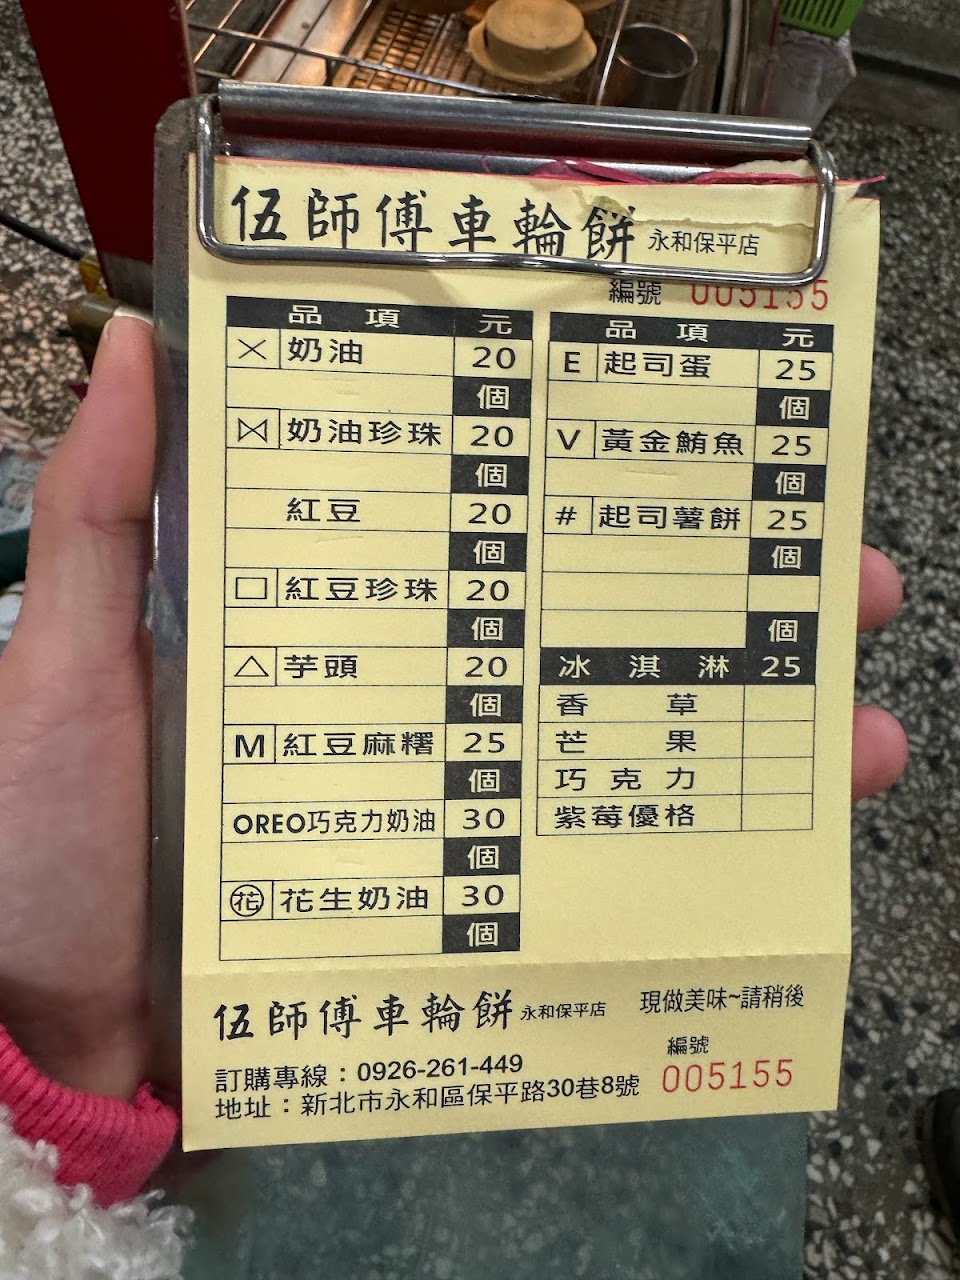 伍師傅車輪餅 永和保平店
編號 005155
品項 元
╳ 奶油 20
個
⋈ 奶油珍珠 20
個
紅豆 20
個
□ 紅豆珍珠 20
個
△ 芋頭 20
個
M 紅豆麻糬 25
個
OREO巧克力奶油 30
個
花 花生奶油 30
個
品項 元
E 起司蛋 25
個
V 黃金鮪魚 25
個
# 起司薯餅 25
個
個
冰淇淋 25
香草
芒果
巧克力
紫莓優格
伍師傅車輪餅 永和保平店 現做美味~請稍後
訂購專線：0926-261-449
地址：新北市永和區保平路30巷8號
編號
005155